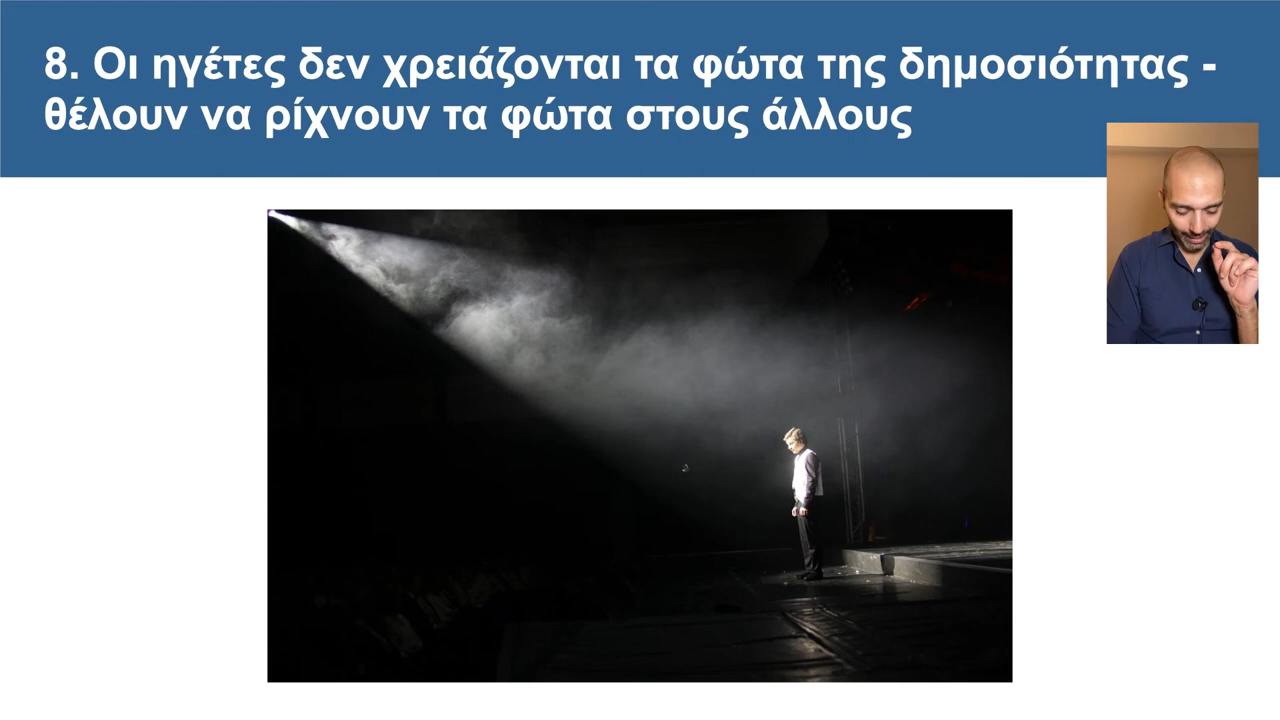 8. Οι ηγέτες δεν χρειάζονται τα φώτα της δημοσιότητας -
θέλουν να ρίχνουν τα φώτα στους άλλους